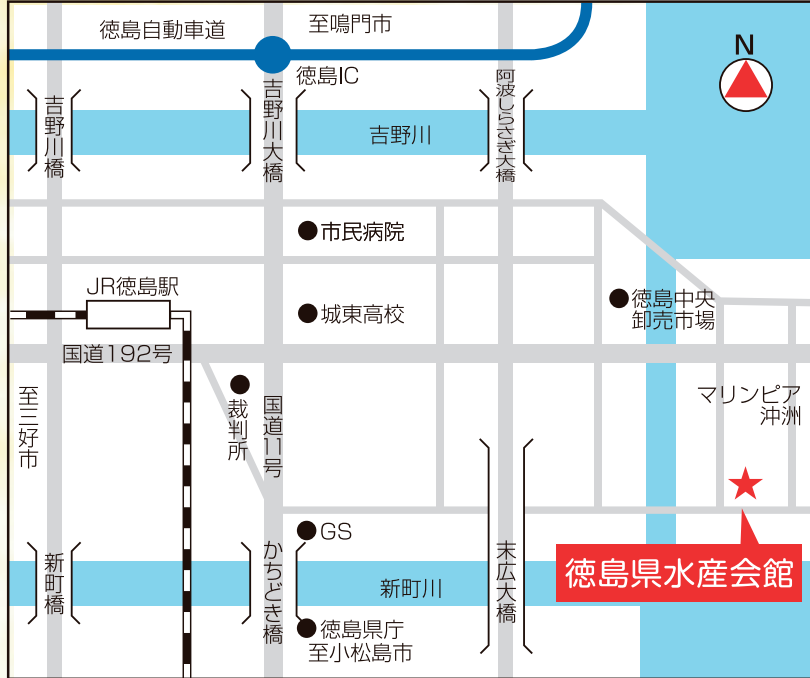 徳島自動車道
至鳴門市
N
徳島IC
吉野川橋
吉野川大橋
阿波しらさぎ大橋
吉野川
市民病院
JR徳島駅
徳島中央
卸売市場
城東高校
国道192号
至三好市
裁判所
国道11号
マリンピア
沖洲
GS
徳島県水産会館
新町橋
かちどき橋
末広大橋
新町川
徳島県庁
至小松島市